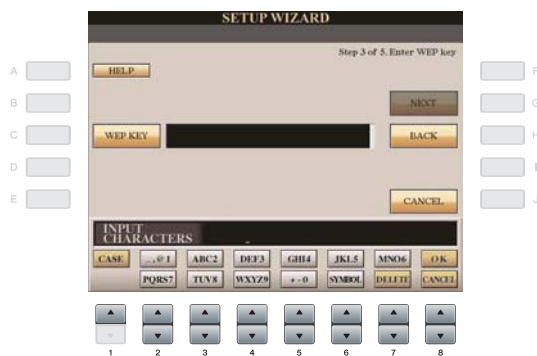 SETUP WIZARD
Step 3 of 5. Enter WEP key
A
HELP
F
B
NEXT
G
C
WEP KEY
BACK
H
D
E
CANCEL
J
INPUT
CHARACTERS
_
CASE
.,@1
ABC2
DEF3
GHI4
JKL5
MNO6
OK
PQRS7
TUV8
WXYZ9
+-0
SYMBOL
DELETE
CANCEL
1 2 3 4 5 6 7 8